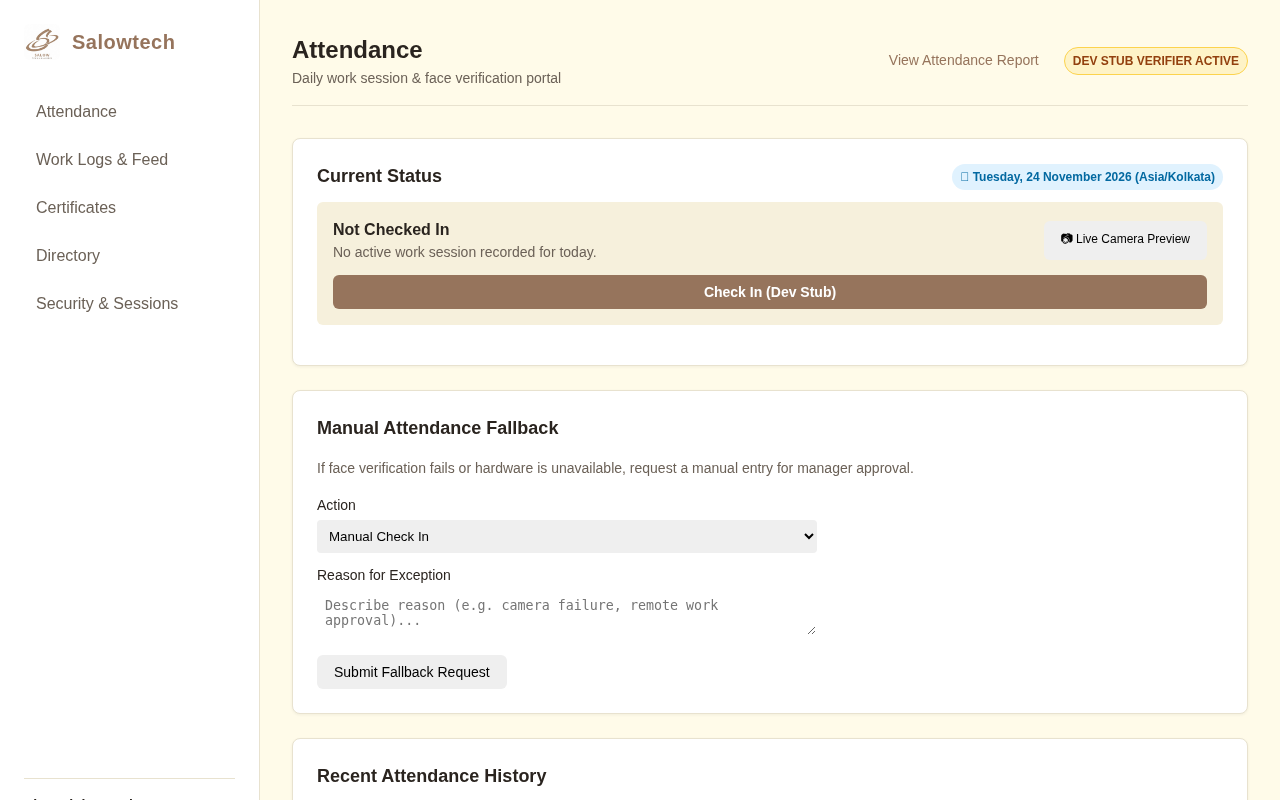 Salowtech
Attendance
Work Logs & Feed
Certificates
Directory
Security & Sessions
Attendance
Daily work session & face verification portal
View Attendance Report
DEV STUB VERIFIER ACTIVE
Current Status
Tuesday, 24 November 2026 (Asia/Kolkata)
Not Checked In
No active work session recorded for today.
Live Camera Preview
Check In (Dev Stub)
Manual Attendance Fallback
If face verification fails or hardware is unavailable, request a manual entry for manager approval.
Action
Manual Check In
Reason for Exception
Describe reason (e.g. camera failure, remote work
approval)...
Submit Fallback Request
Recent Attendance History